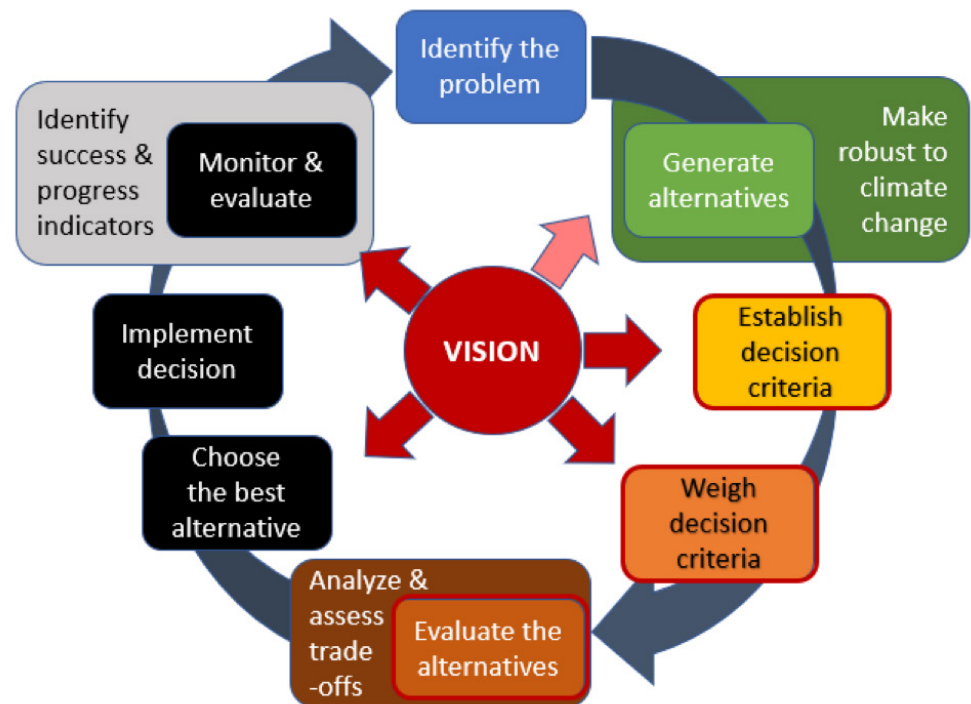 Identify the
problem
Make
robust to
climate
change
Generate
alternatives
Establish
decision
criteria
Weigh
decision
criteria
Analyze &
assess
trade
-offs
Evaluate the
alternatives
Choose
the best
alternative
Implement
decision
Identify
success &
progress
indicators
Monitor &
evaluate
VISION